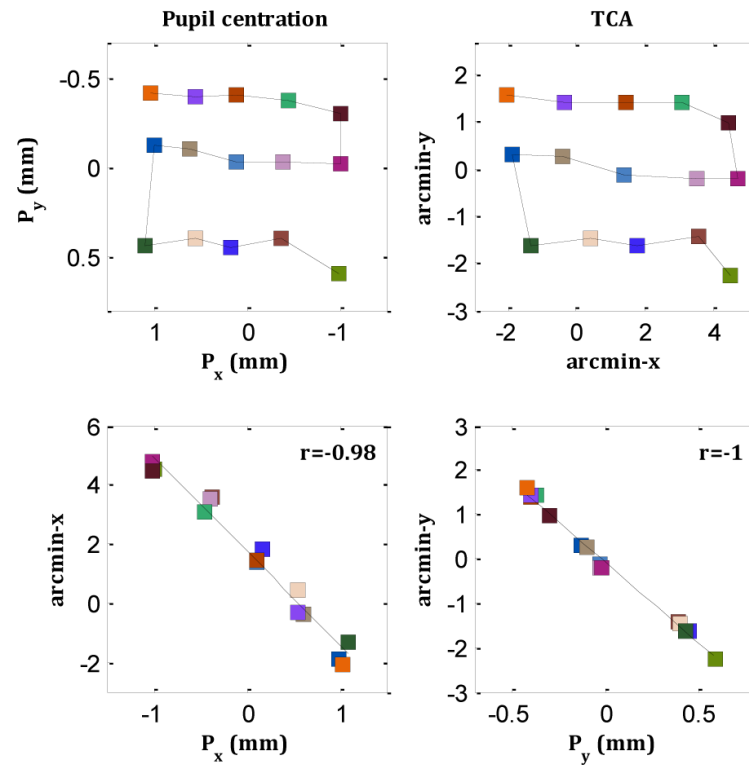 Pupil centration
TCA
-0.5
0
0.5
P_y (mm)
1
0
-1
P_x (mm)
2
1
0
-1
-2
-3
arcmin-y
-2
0
2
4
arcmin-x
6
4
2
0
-2
arcmin-x
r=-0.98
-1
0
1
P_x (mm)
3
2
1
0
-1
-2
-3
arcmin-y
r=-1
-0.5
0
0.5
P_y (mm)